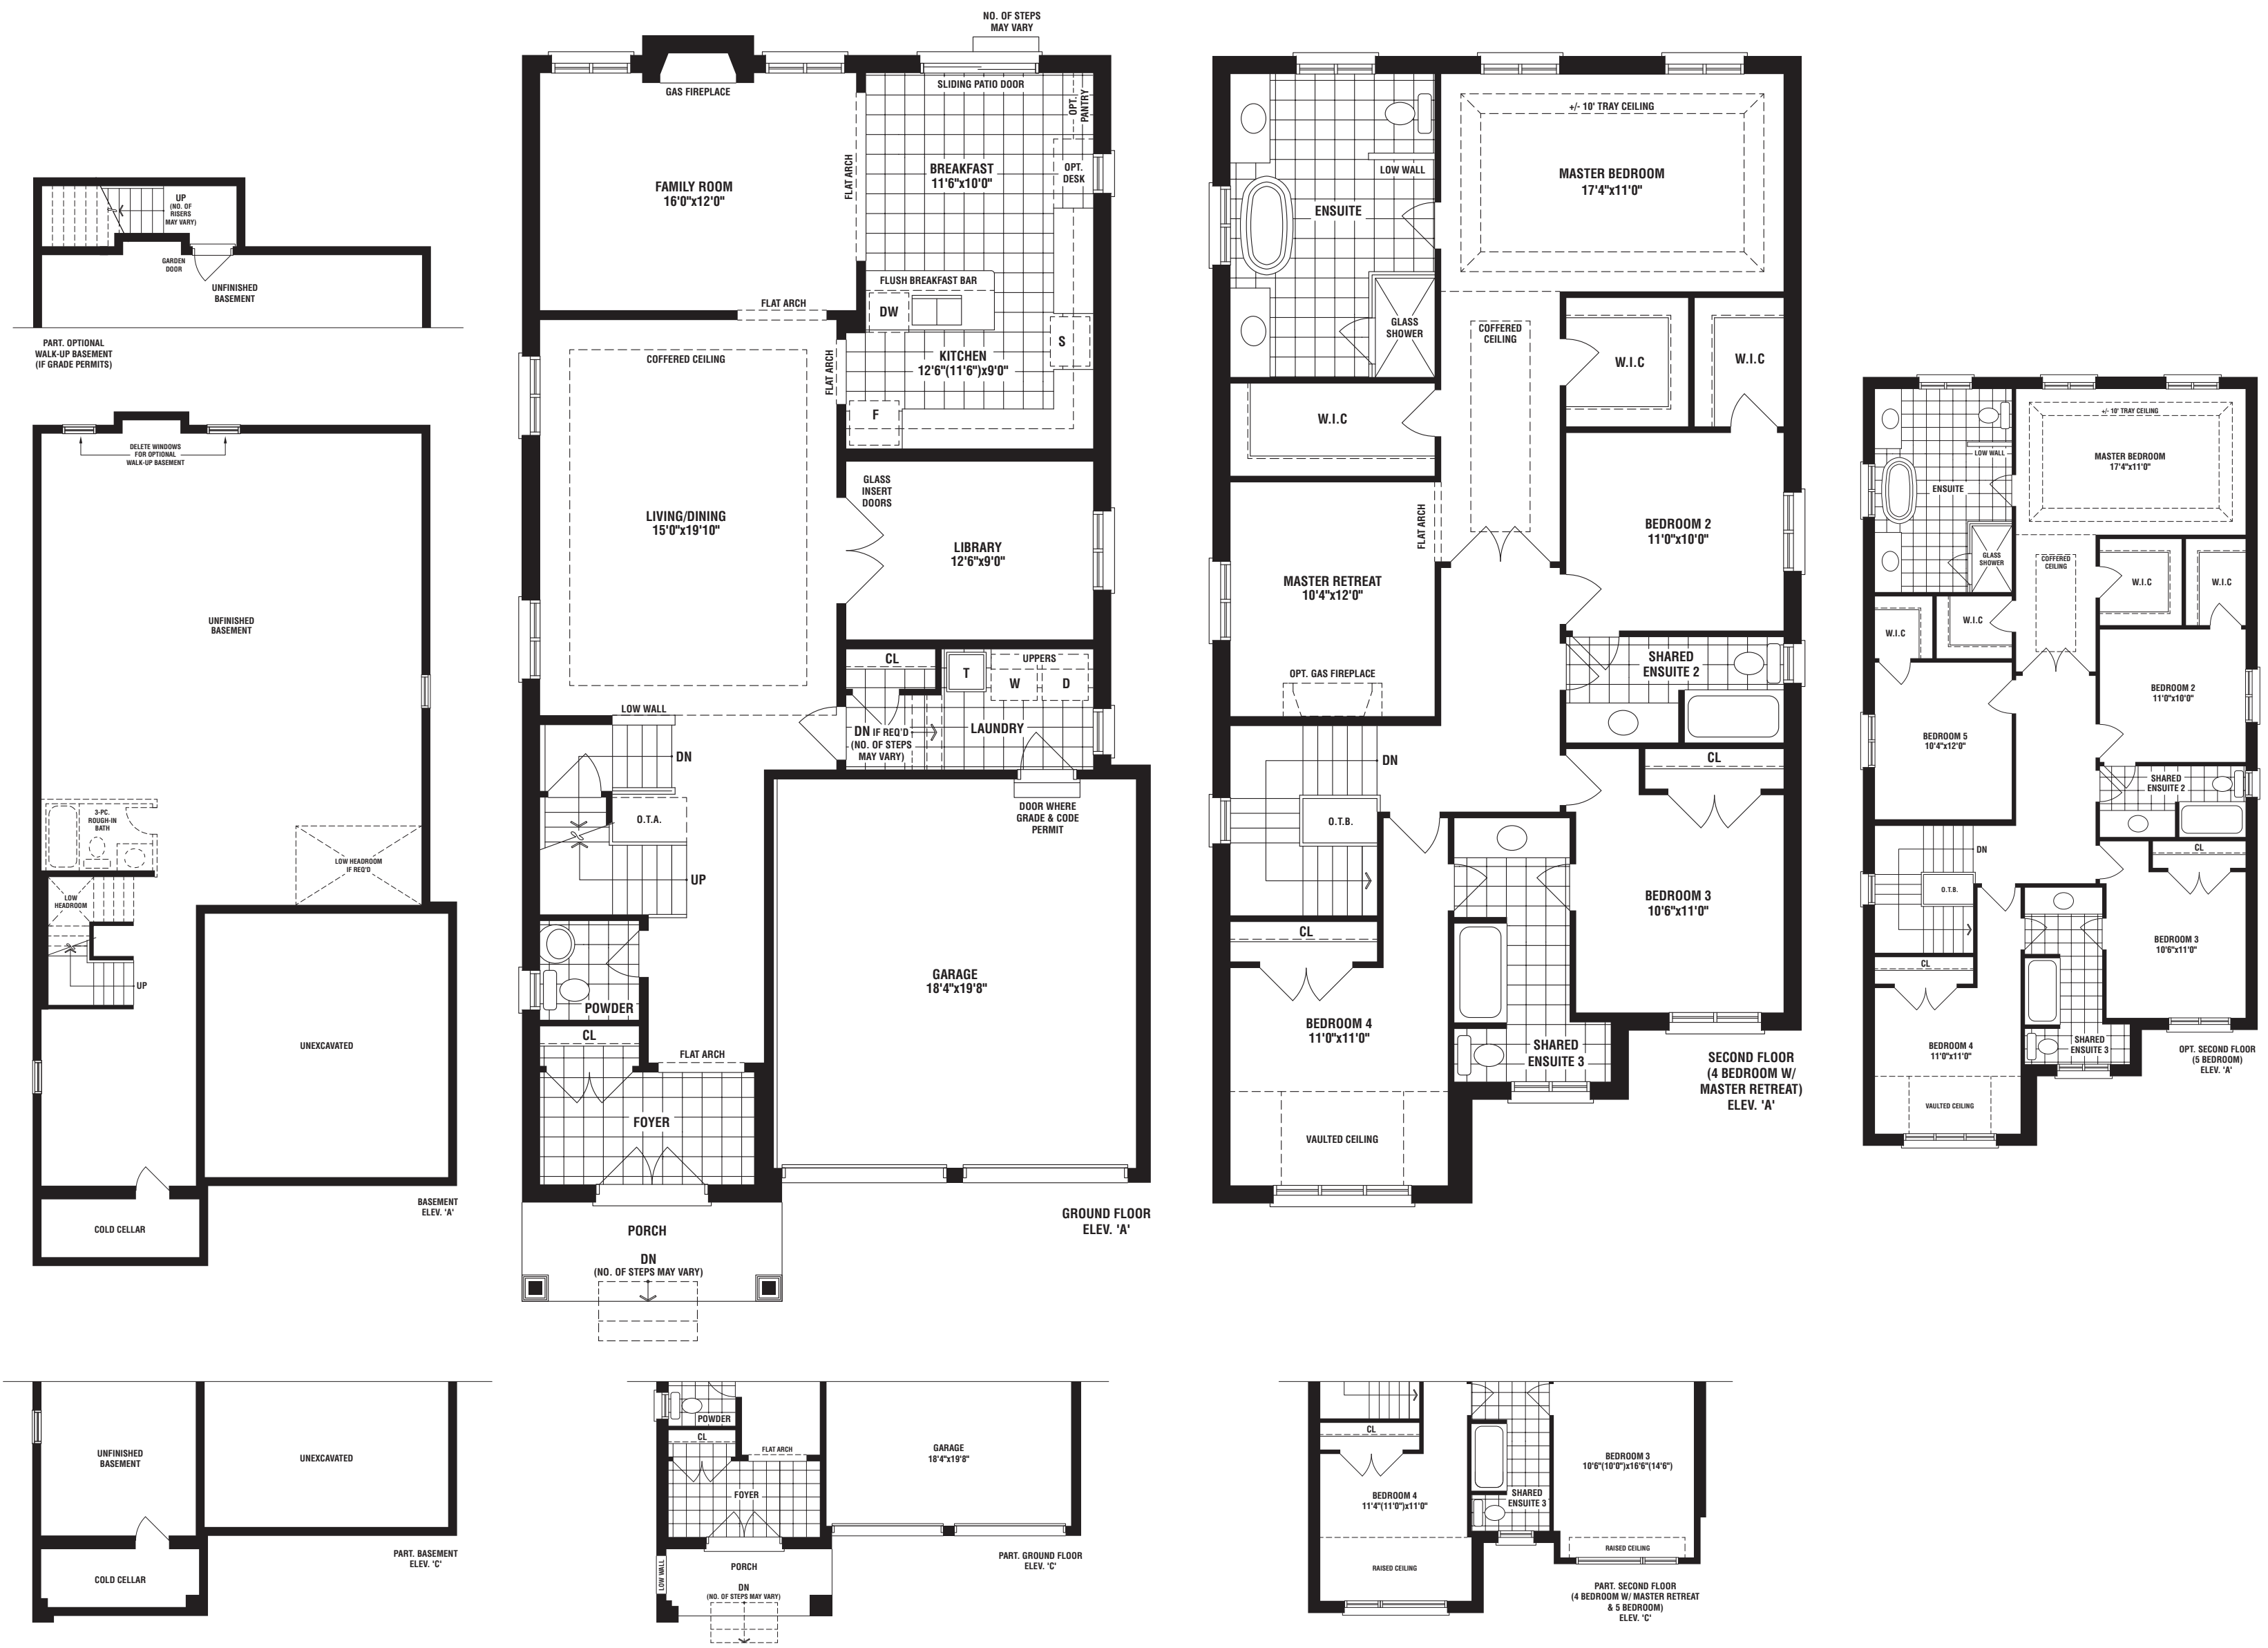 UP
(NO. OF
RISERS
MAY VARY)
GARDEN
DOOR
UNFINISHED
BASEMENT
PART. OPTIONAL
WALK-UP BASEMENT
(IF GRADE PERMITS)
DELETE WINDOWS
FOR OPTIONAL
WALK-UP BASEMENT
UNFINISHED
BASEMENT
3-PC.
ROUGH-IN
BATH
LOW HEADROOM
IF REQ'D
LOW
HEADROOM
UP
UNEXCAVATED
COLD CELLAR
BASEMENT
ELEV. 'A'
NO. OF STEPS
MAY VARY
GAS FIREPLACE
SLIDING PATIO DOOR
OPT.
PANTRY
FAMILY ROOM
16'0"x12'0"
FLAT ARCH
BREAKFAST
11'6"x10'0"
OPT.
DESK
FLUSH BREAKFAST BAR
DW
FLAT ARCH
S
COFFERED CEILING
FLAT ARCH
KITCHEN
12'6"(11'6")x9'0"
F
GLASS
INSERT
DOORS
LIVING/DINING
15'0"x19'10"
LIBRARY
12'6"x9'0"
CL
T
UPPERS
W
D
LOW WALL
DN IF REQ'D
(NO. OF STEPS
MAY VARY)
LAUNDRY
DN
O.T.A.
DOOR WHERE
GRADE & CODE
PERMIT
UP
GARAGE
18'4"x19'8"
POWDER
CL
FLAT ARCH
FOYER
PORCH
DN
(NO. OF STEPS MAY VARY)
GROUND FLOOR
ELEV. 'A'
+/- 10' TRAY CEILING
LOW WALL
MASTER BEDROOM
17'4"x11'0"
ENSUITE
GLASS
SHOWER
COFFERED
CEILING
W.I.C
W.I.C
W.I.C
FLAT ARCH
BEDROOM 2
11'0"x10'0"
MASTER RETREAT
10'4"x12'0"
OPT. GAS FIREPLACE
SHARED
ENSUITE 2
DN
CL
O.T.B.
BEDROOM 3
10'6"x11'0"
CL
BEDROOM 4
11'0"x11'0"
SHARED
ENSUITE 3
VAULTED CEILING
SECOND FLOOR
(4 BEDROOM W/
MASTER RETREAT)
ELEV. 'A'
+/- 10' TRAY CEILING
LOW WALL
MASTER BEDROOM
17'4"x11'0"
ENSUITE
GLASS
SHOWER
COFFERED
CEILING
W.I.C
W.I.C
W.I.C
W.I.C
BEDROOM 2
11'0"x10'0"
BEDROOM 5
10'4"x12'0"
SHARED
ENSUITE 2
DN
CL
O.T.B.
BEDROOM 3
10'6"x11'0"
CL
BEDROOM 4
11'0"x11'0"
SHARED
ENSUITE 3
VAULTED CEILING
OPT. SECOND FLOOR
(5 BEDROOM)
ELEV. 'A'
UNFINISHED
BASEMENT
UNEXCAVATED
COLD CELLAR
PART. BASEMENT
ELEV. 'C'
POWDER
CL
FLAT ARCH
GARAGE
18'4"x19'8"
FOYER
LOW WALL
PORCH
DN
(NO. OF STEPS MAY VARY)
PART. GROUND FLOOR
ELEV. 'C'
CL
BEDROOM 4
11'4"(11'0")x11'0"
SHARED
ENSUITE 3
BEDROOM 3
10'6"(10'0")x16'6"(14'6")
RAISED CEILING
RAISED CEILING
PART. SECOND FLOOR
(4 BEDROOM W/ MASTER RETREAT
& 5 BEDROOM)
ELEV. 'C'